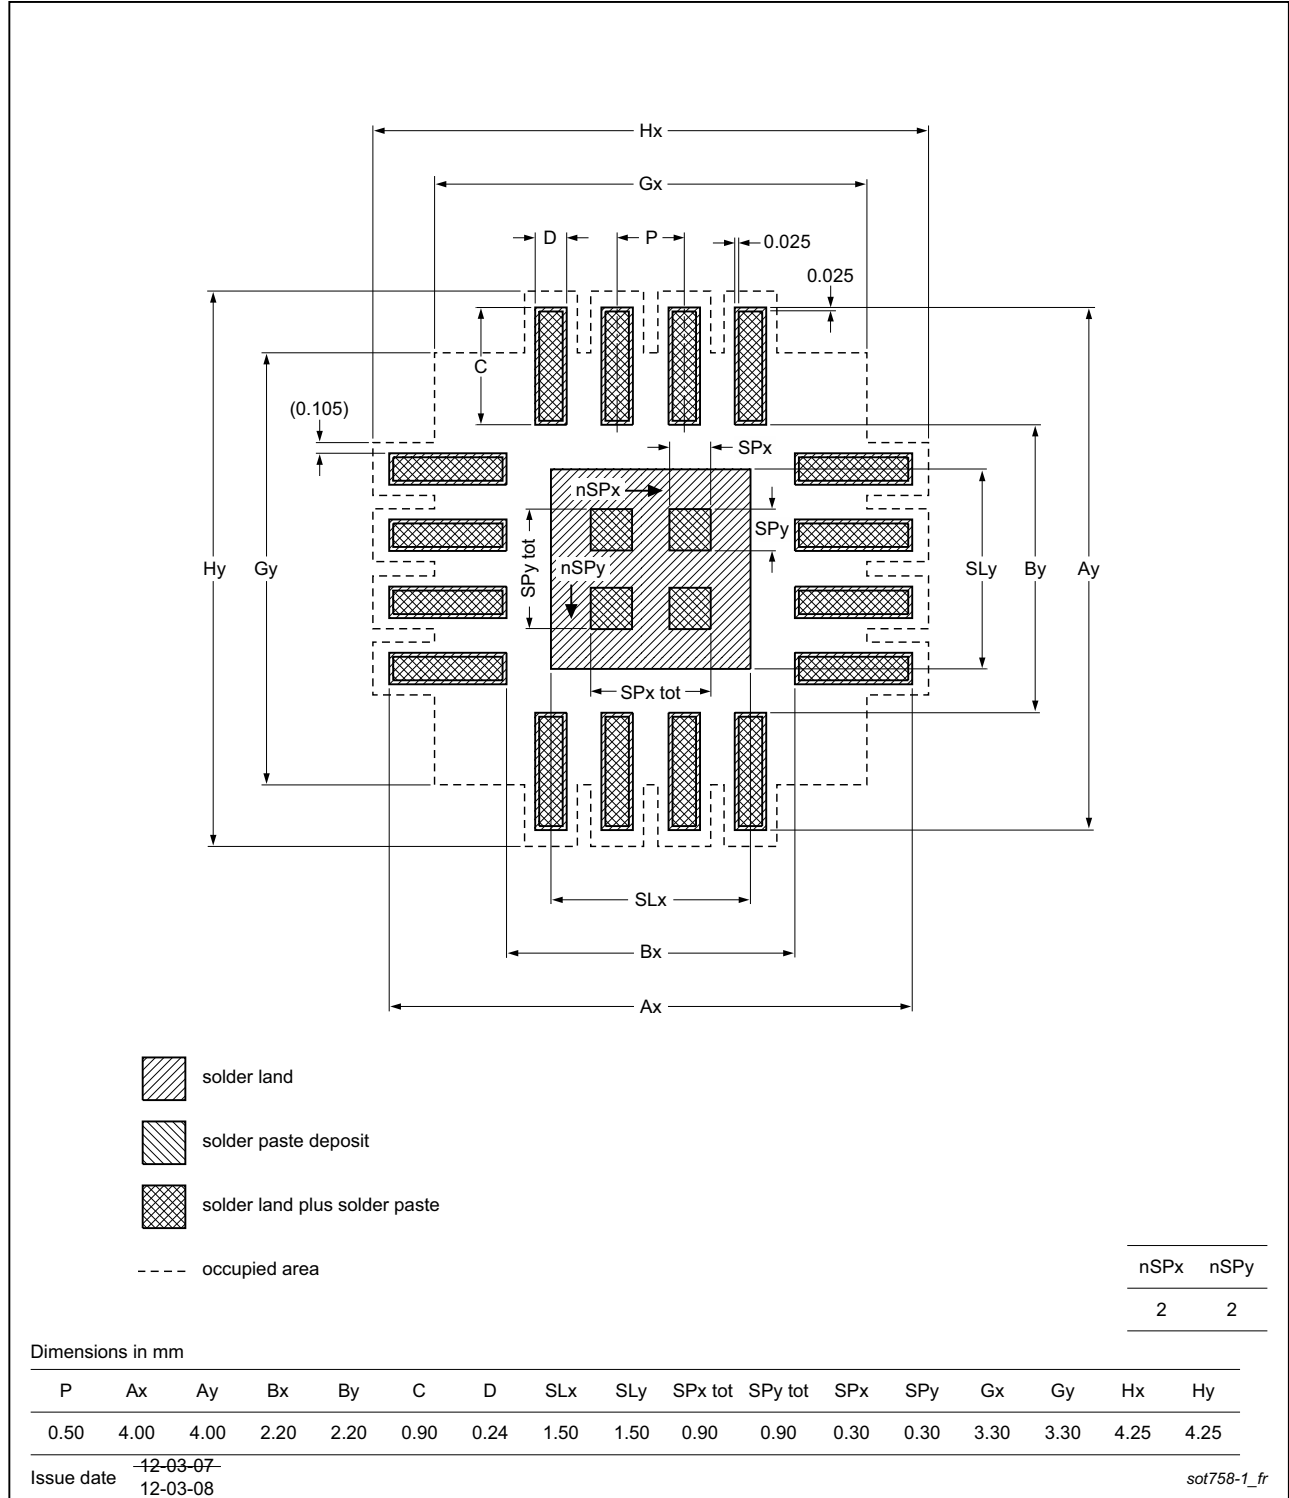 Hx
Gx
D P 0.025
0.025
C
(0.105)
SPx
nSPx
SPy
SPy tot
nSPy
Hy Gy SLy By Ay
SPx tot
SLx
Bx
Ax
solder land
solder paste deposit
solder land plus solder paste
occupied area
nSPx nSPy
2 2
Dimensions in mm
P Ax Ay Bx By C D SLx SLy SPx tot SPy tot SPx SPy Gx Gy Hx Hy
0.50 4.00 4.00 2.20 2.20 0.90 0.24 1.50 1.50 0.90 0.90 0.30 0.30 3.30 3.30 4.25 4.25
12-03-07
Issue date
12-03-08
sot758-1_fr